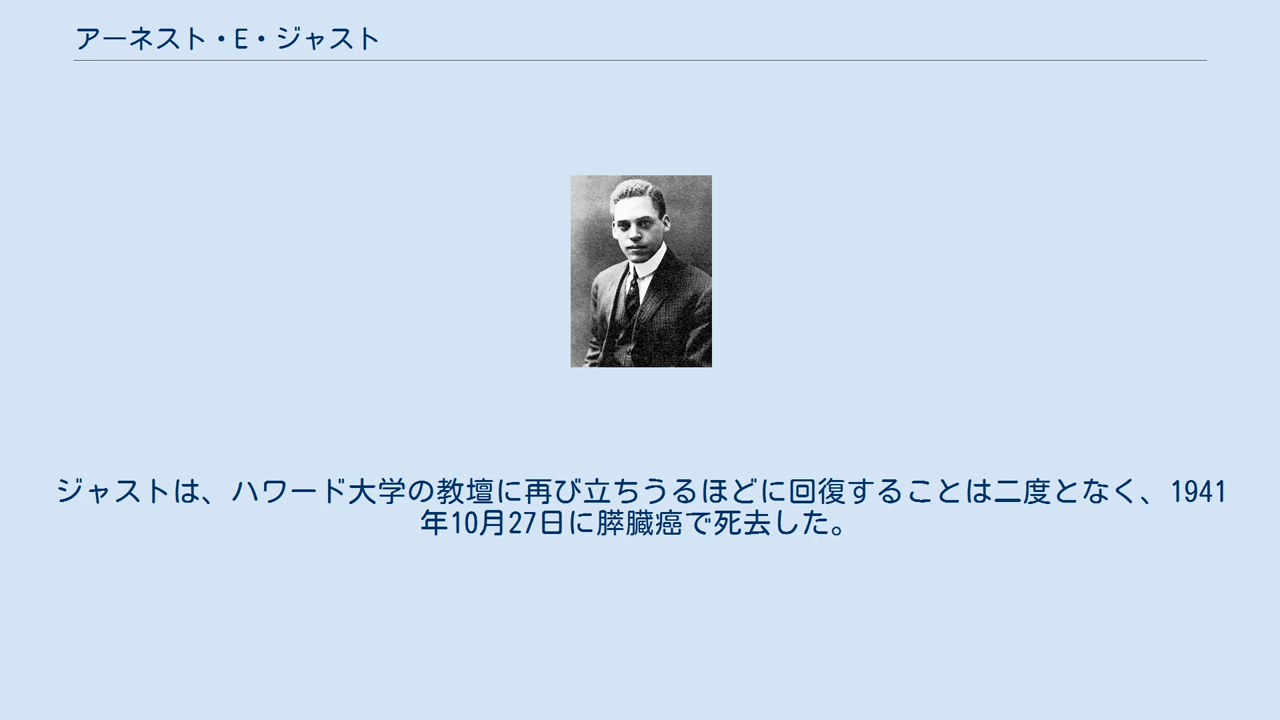 アーネスト・E・ジャスト
ジャストは、ハワード大学の教壇に再び立ちうるほどに回復することは二度となく、1941
年10月27日に膵臓癌で死去した。